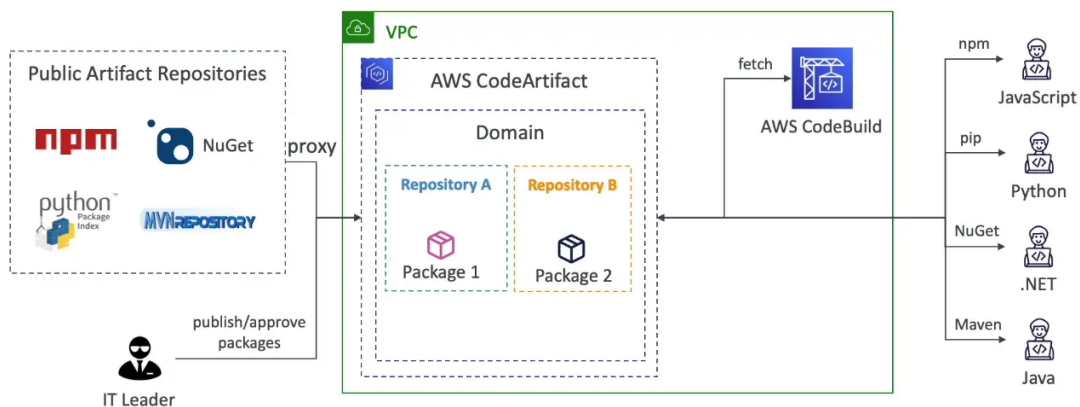 VPC
Public Artifact Repositories
npm
NuGet
python™
Package
Index
MVNREPOSITORY
proxy
IT Leader
publish/approve
packages
AWS CodeArtifact
Domain
Repository A
Package 1
Repository B
Package 2
fetch
AWS CodeBuild
npm
JavaScript
pip
Python
NuGet
.NET
Maven
Java